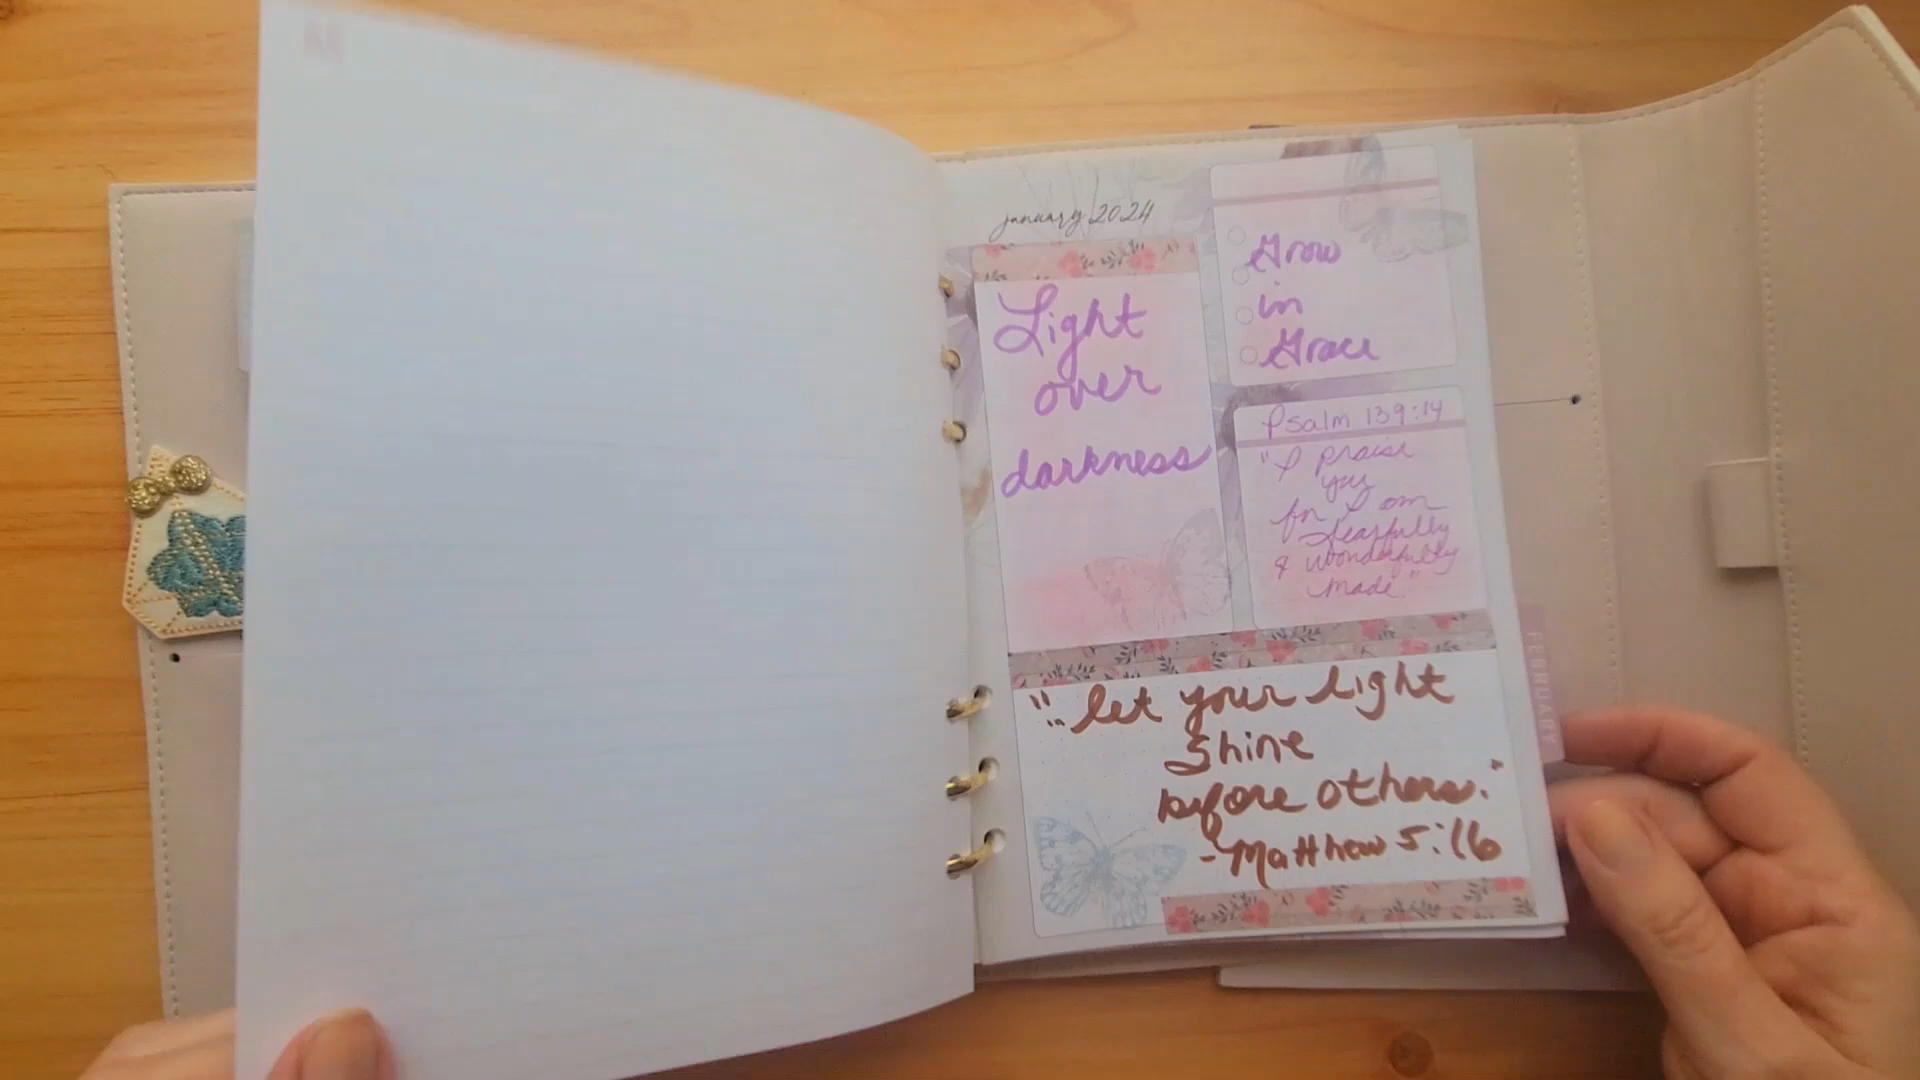 january 2024
Light
over
darkness
Grow
in
Grace
Psalm 139:14
"I praise
you
for I am
fearfully
& wonderfully
made."
"... let your light
shine
before others."
- Matthew 5:16
FEBRUARY